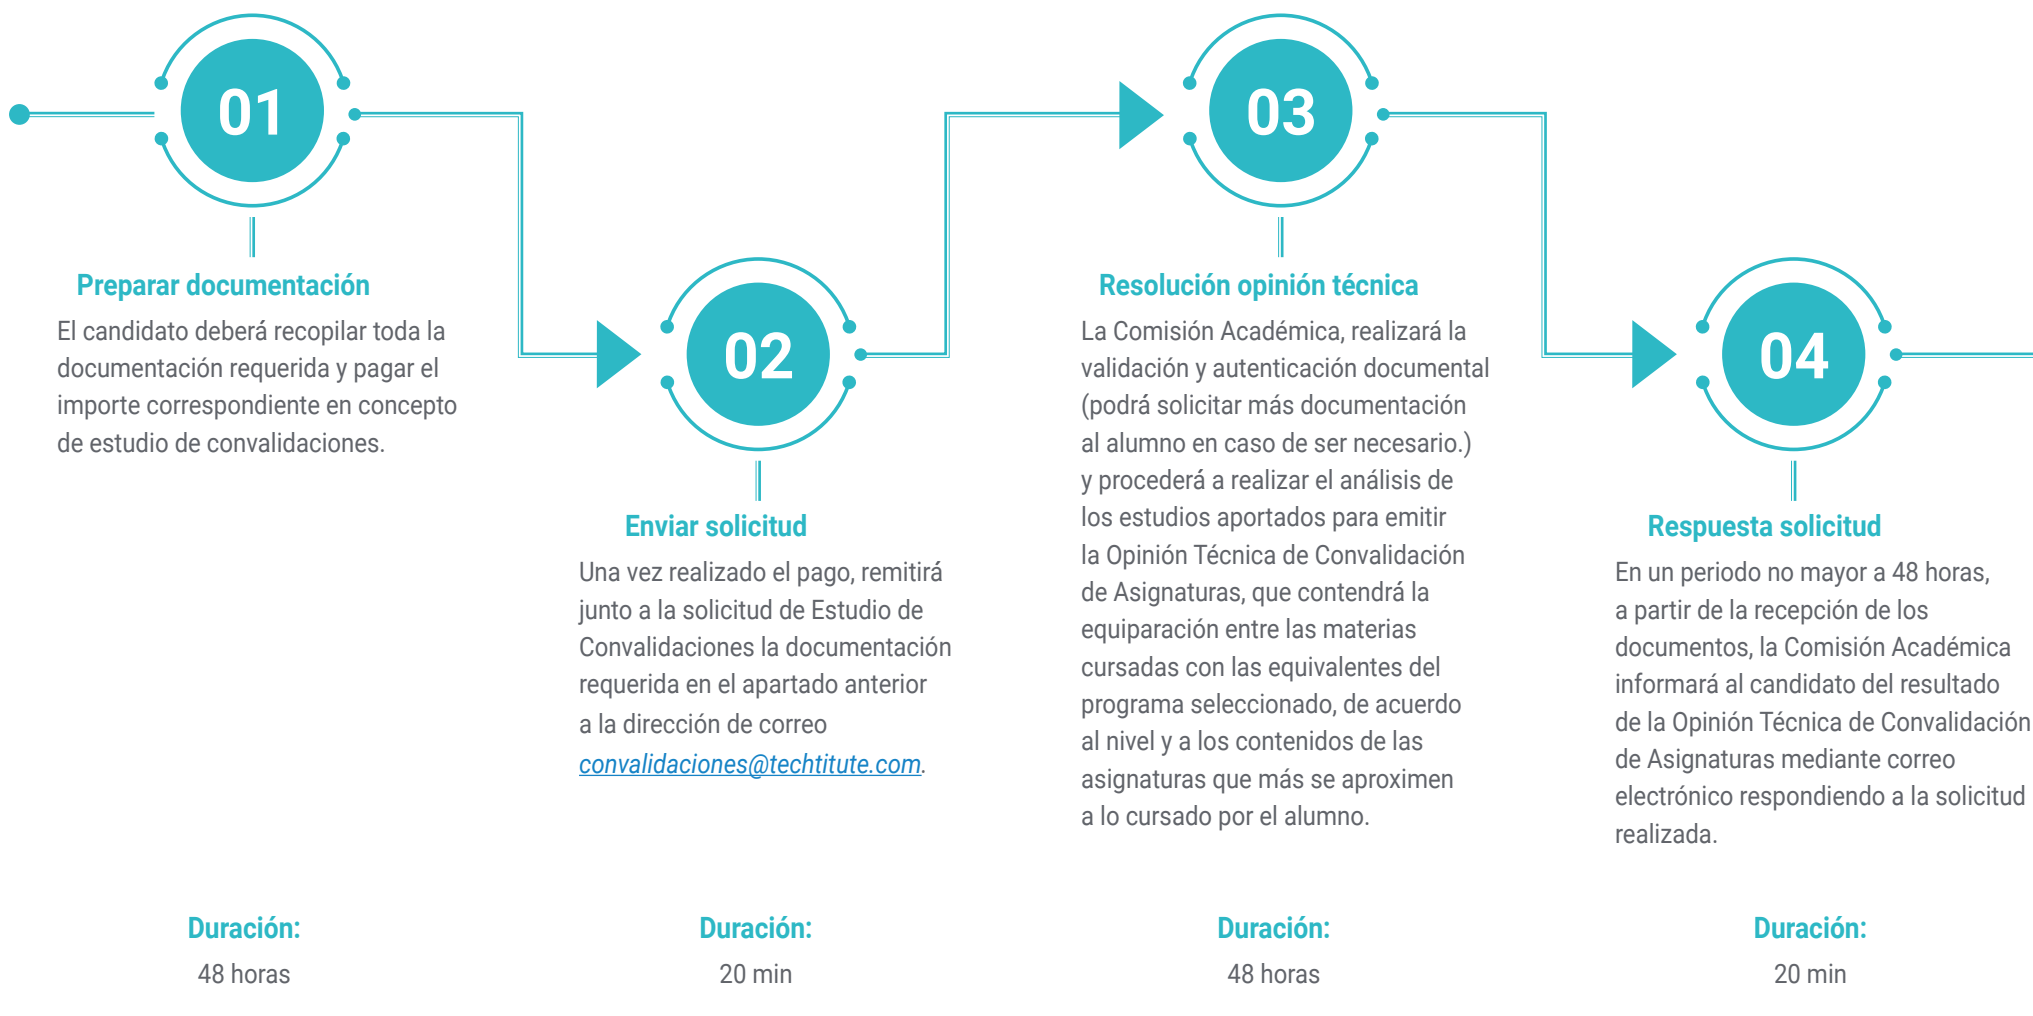 01
Preparar documentación
El candidato deberá recopilar toda la
documentación requerida y pagar el
importe correspondiente en concepto
de estudio de convalidaciones.
Duración:
48 horas
02
Enviar solicitud
Una vez realizado el pago, remitirá
junto a la solicitud de Estudio de
Convalidaciones la documentación
requerida en el apartado anterior
a la dirección de correo
convalidaciones@techtitute.com.
Duración:
20 min
03
Resolución opinión técnica
La Comisión Académica, realizará la
validación y autenticación documental
(podrá solicitar más documentación
al alumno en caso de ser necesario.)
y procederá a realizar el análisis de
los estudios aportados para emitir
la Opinión Técnica de Convalidación
de Asignaturas, que contendrá la
equiparación entre las materias
cursadas con las equivalentes del
programa seleccionado, de acuerdo
al nivel y a los contenidos de las
asignaturas que más se aproximen
a lo cursado por el alumno.
Duración:
48 horas
04
Respuesta solicitud
En un periodo no mayor a 48 horas,
a partir de la recepción de los
documentos, la Comisión Académica
informará al candidato del resultado
de la Opinión Técnica de Convalidación
de Asignaturas mediante correo
electrónico respondiendo a la solicitud
realizada.
Duración:
20 min